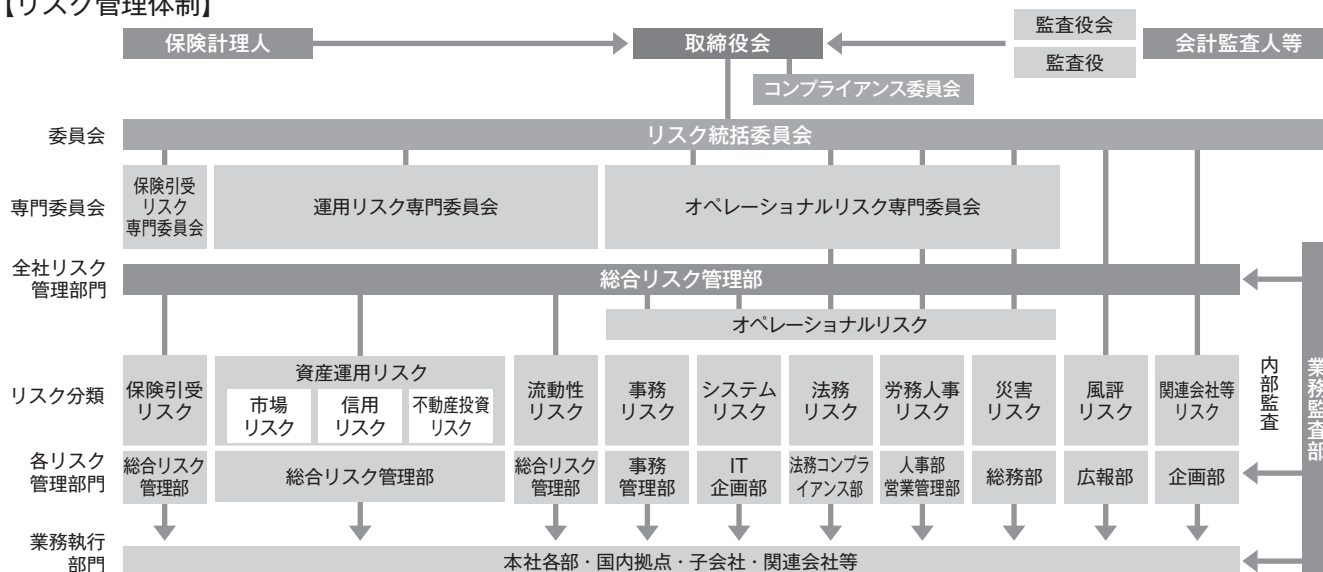 【リスク管理体制】
保険計理人
取締役会
監査役会
監査役
会計監査人等
コンプライアンス委員会
委員会
リスク統括委員会
専門委員会
保険引受
リスク
専門委員会
運用リスク専門委員会
オペレーショナルリスク専門委員会
全社リスク
管理部門
総合リスク管理部
オペレーショナルリスク
リスク分類
保険引受
リスク
資産運用リスク
市場
リスク
信用
リスク
不動産投資
リスク
流動性
リスク
事務
リスク
システム
リスク
法務
リスク
労務人事
リスク
災害
リスク
風評
リスク
関連会社等
リスク
内部監査
業務監査部
各リスク
管理部門
総合リスク
管理部
総合リスク管理部
総合リスク
管理部
事務
管理部
IT
企画部
法務コンプラ
イアンス部
人事部
営業管理部
総務部
広報部
企画部
業務執行
部門
本社各部・国内拠点・子会社・関連会社等